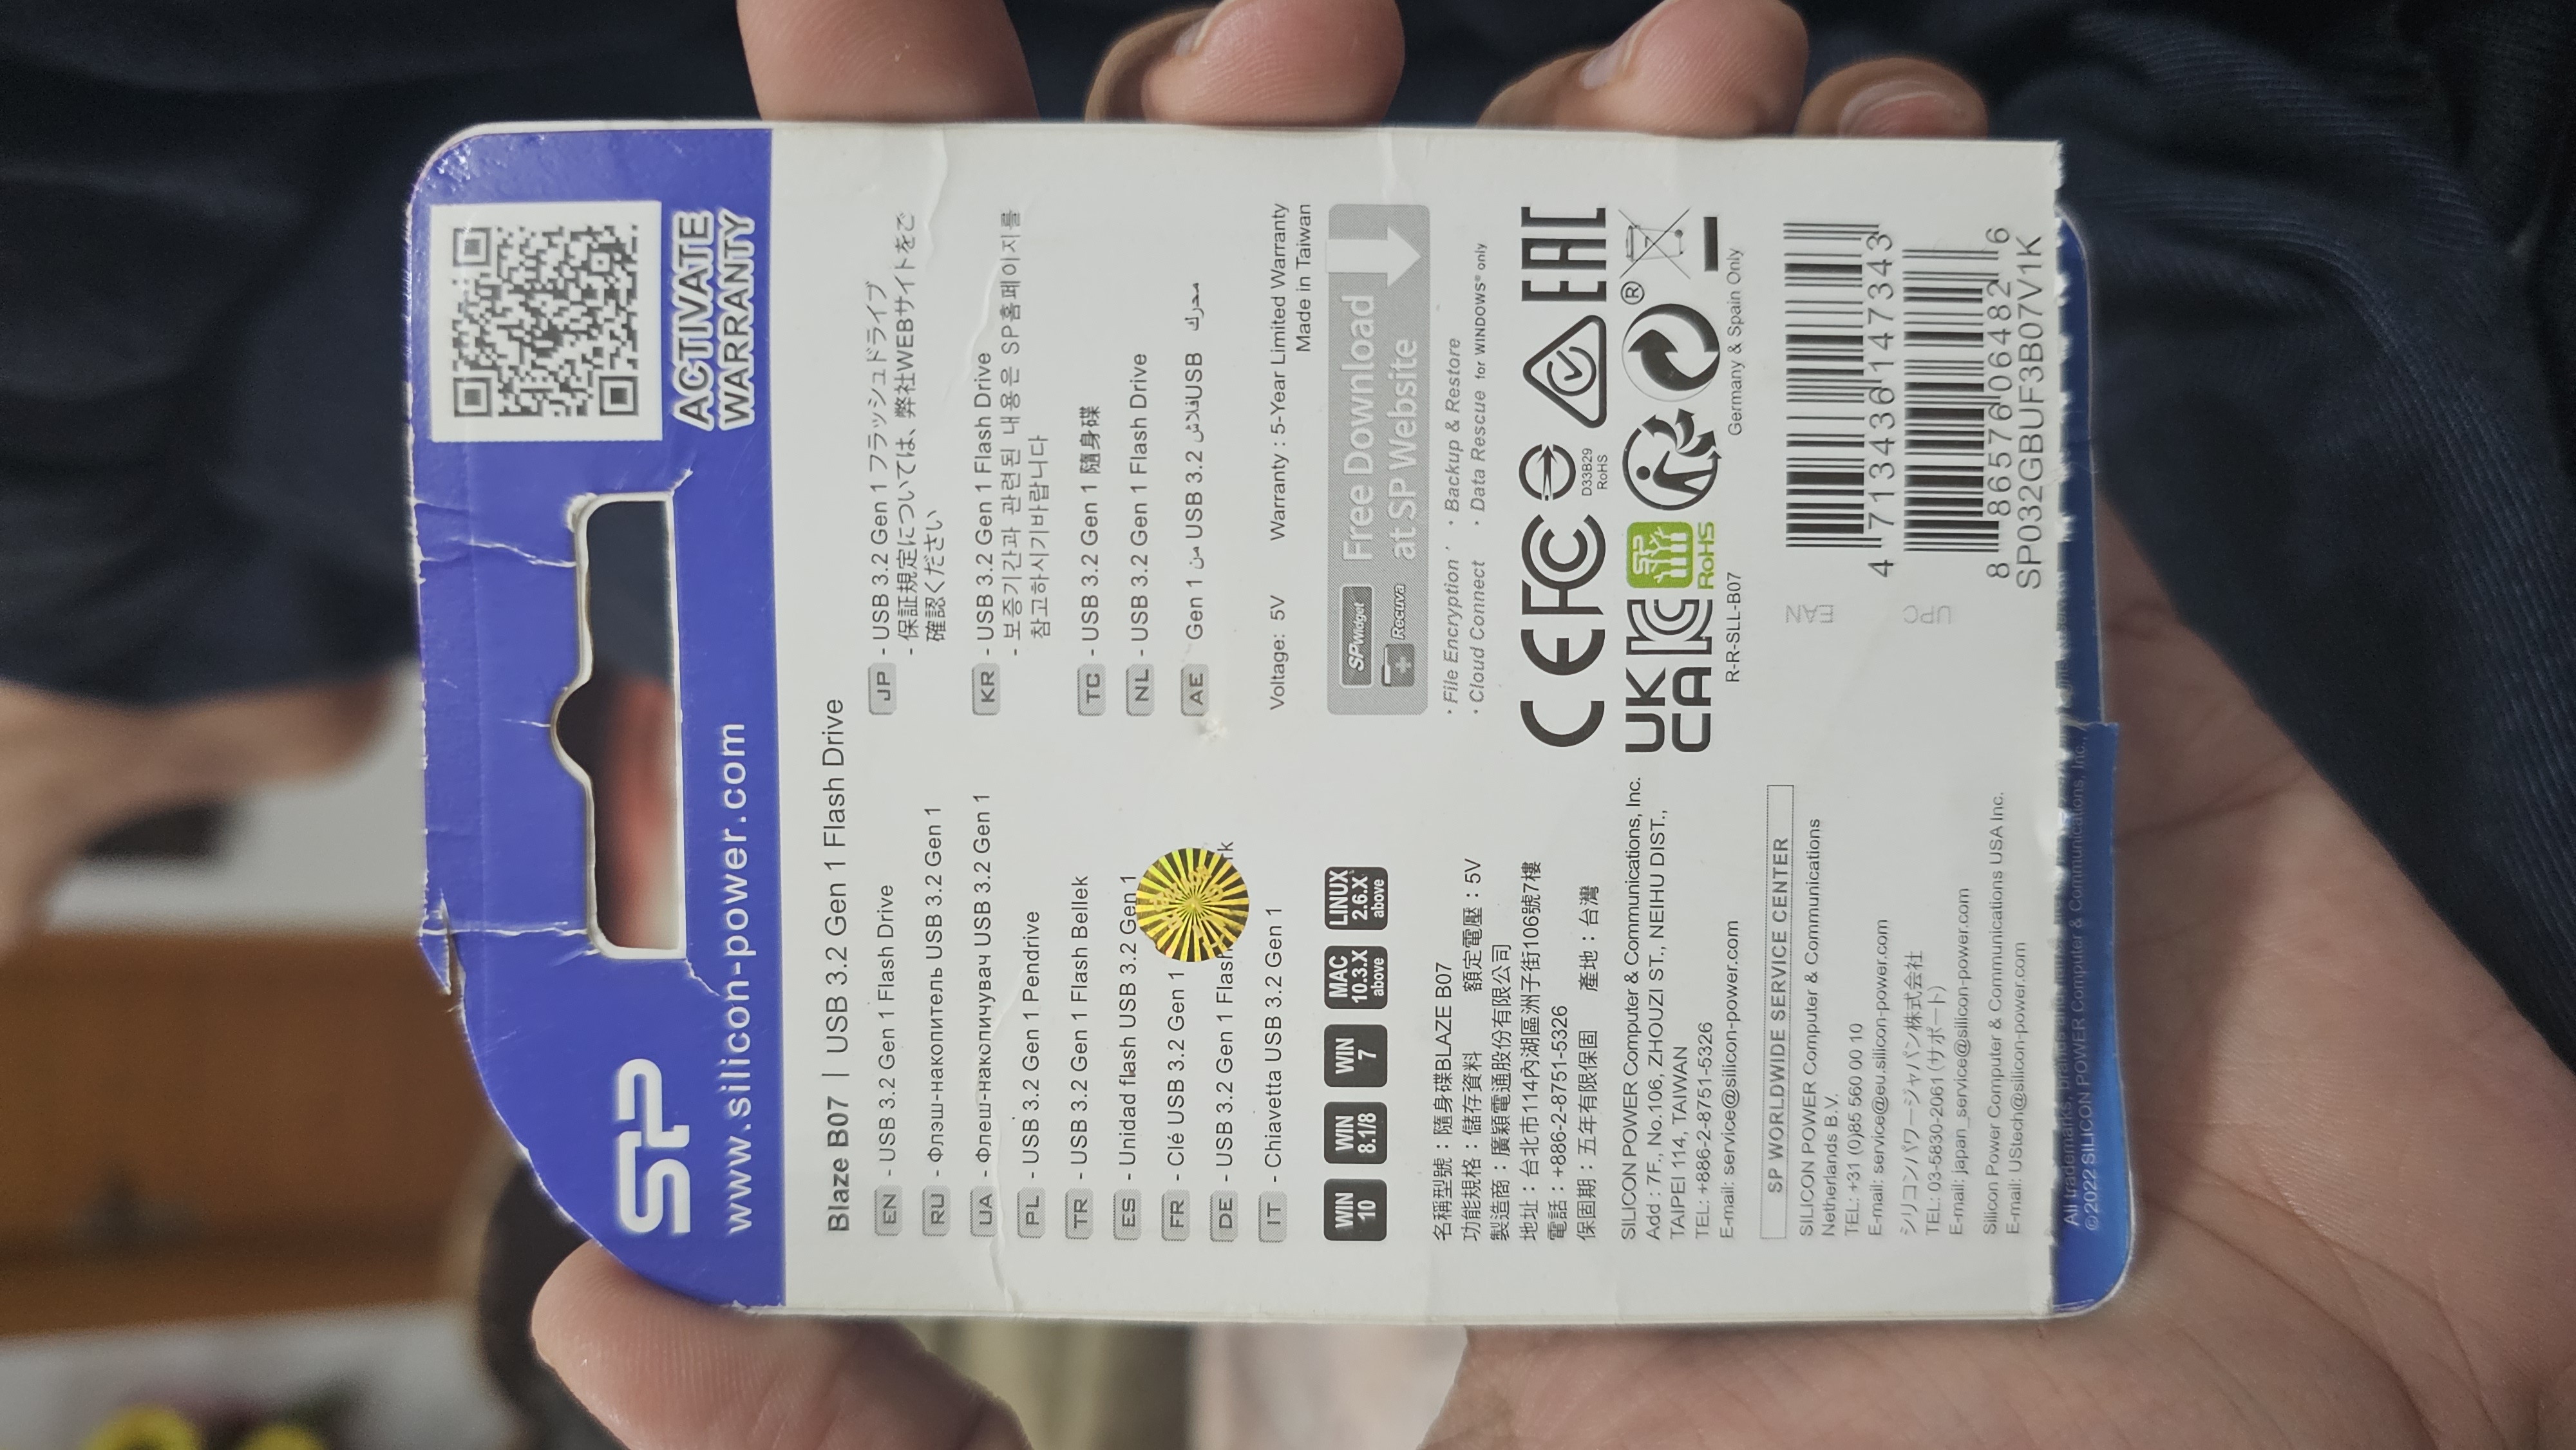 ACTIVATE
WARRANTY
SP
www.silicon-power.com
Blaze B07 | USB 3.2 Gen 1 Flash Drive
EN - USB 3.2 Gen 1 Flash Drive
RU - Флэш-накопитель USB 3.2 Gen 1
UA - Флеш-накопичувач USB 3.2 Gen 1
PL - USB 3.2 Gen 1 Pendrive
TR - USB 3.2 Gen 1 Flash Bellek
ES - Unidad flash USB 3.2 Gen 1
FR - Clé USB 3.2 Gen 1
DE - USB 3.2 Gen 1 Flash
IT - Chiavetta USB 3.2 Gen 1
JP - USB 3.2 Gen 1 フラッシュドライブ
- 保証規定については、弊社WEBサイトをご
確認ください
KR - USB 3.2 Gen 1 Flash Drive
- 보증기간과 관련된 내용은 SP홈페이지를
참고하시기바랍니다
TC - USB 3.2 Gen 1 隨身碟
NL - USB 3.2 Gen 1 Flash Drive
AE محرك USBفلاش USB 3.2 من Gen 1
Voltage: 5V Warranty : 5-Year Limited Warranty
Made in Taiwan
WIN 10
WIN 8.1/8
WIN 7
MAC 10.3.X above
LINUX 2.6.X above
SPWidget
Recuva
Free Download
at SP Website
· File Encryption · Backup & Restore
· Cloud Connect · Data Rescue for WINDOWS® only
名稱型號：隨身碟BLAZE B07
功能規格：儲存資料 額定電壓：5V
製造商：廣穎電通股份有限公司
地址：台北市114內湖區洲子街106號7樓
電話：+886-2-8751-5326
保固期：五年有限保固 產地：台灣
SILICON POWER Computer & Communications, Inc.
Add : 7F., No.106, ZHOUZI ST., NEIHU DIST.,
TAIPEI 114, TAIWAN
TEL.: +886-2-8751-5326
E-mail: service@silicon-power.com
CE FC D33B29
RoHS
EAC
UK
CA
SP
RoHS
®
R-R-SLL-B07
Germany & Spain Only
SP WORLDWIDE SERVICE CENTER
SILICON POWER Computer & Communications
Netherlands B.V.
TEL: +31 (0)85 560 00 10
E-mail: service@eu.silicon-power.com
シリコンパワージャパン株式会社
TEL: 03-5830-2061 (サポート)
E-mail: japan_service@silicon-power.com
Silicon Power Computer & Communications USA Inc.
E-mail: UStech@silicon-power.com
EAN
4 713436 147343
UPC
8 86576 06482 6
SP032GBUF3B07V1K
All trademarks, brands and
©2022 SILICON POWER Computer & Communications, Inc.,